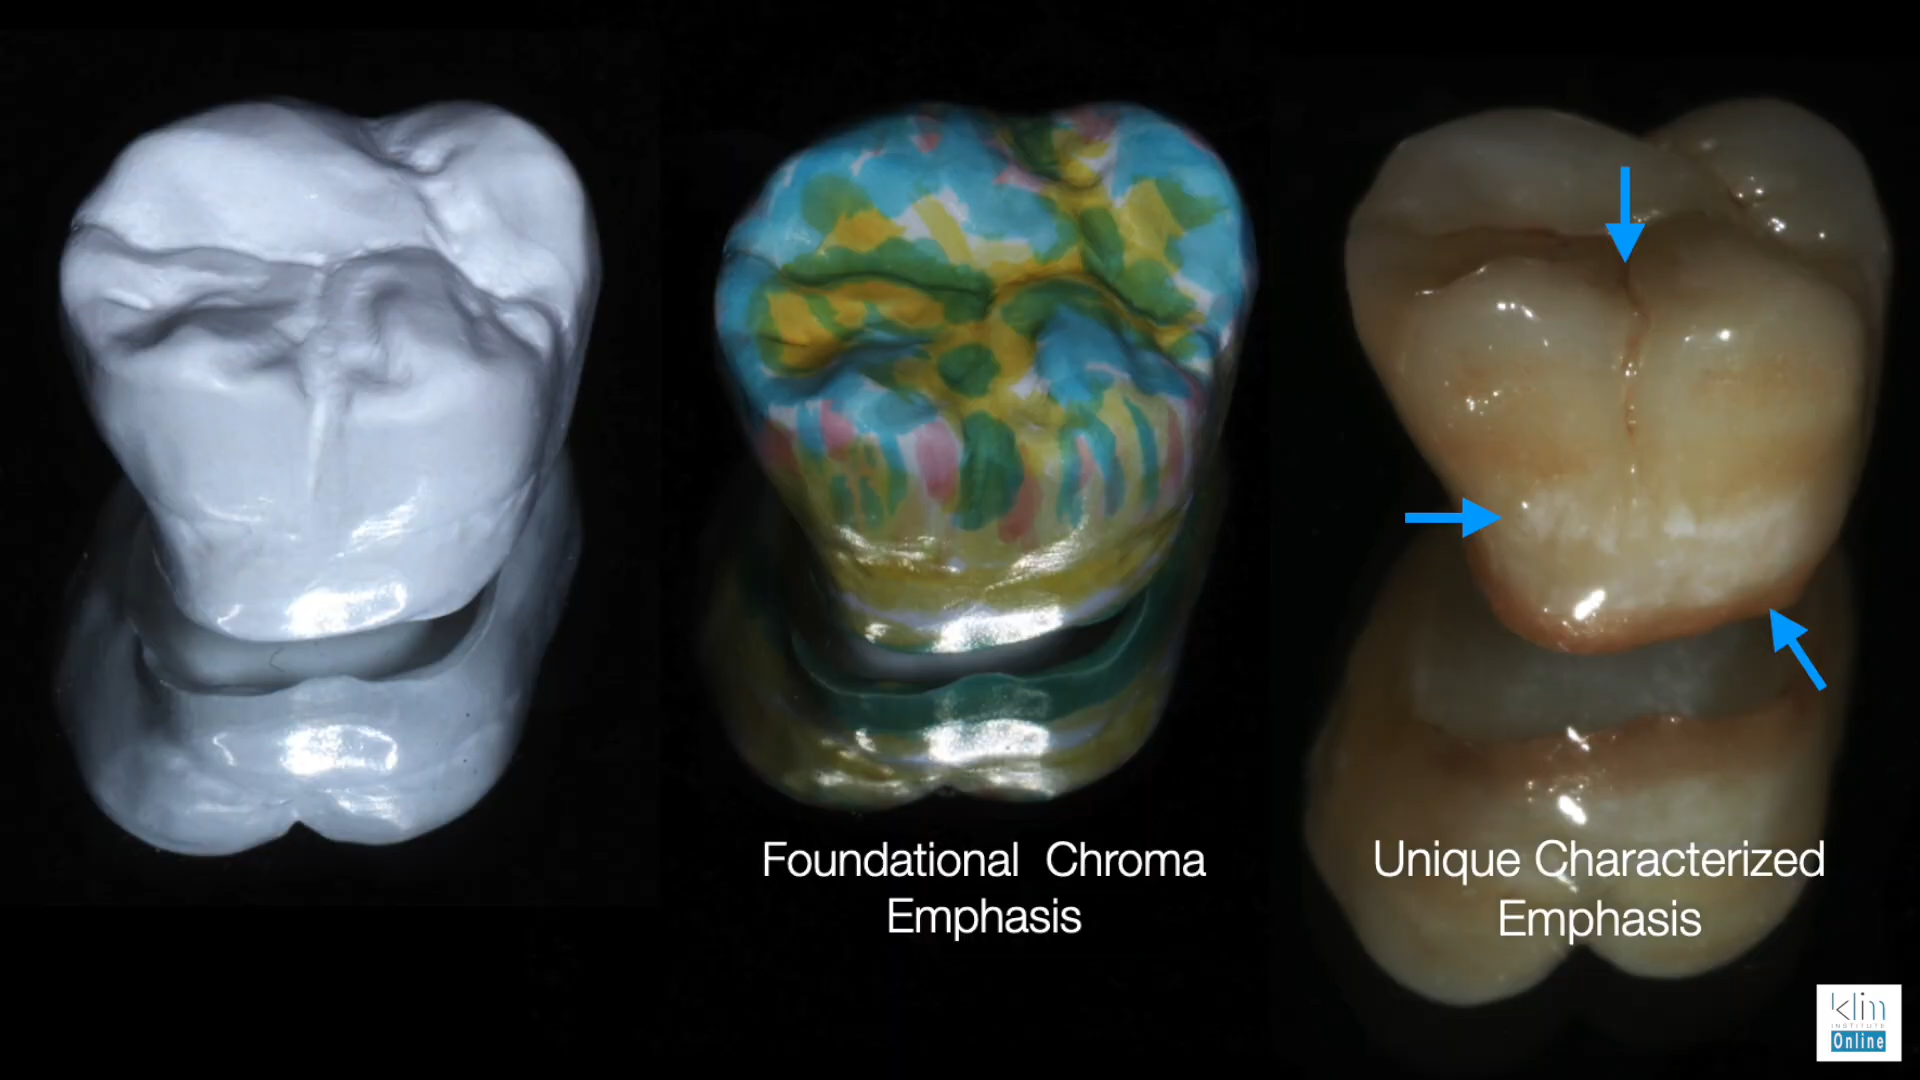 Foundational Chroma
Emphasis
Unique Characterized
Emphasis
klim
INSTITUTE
Online